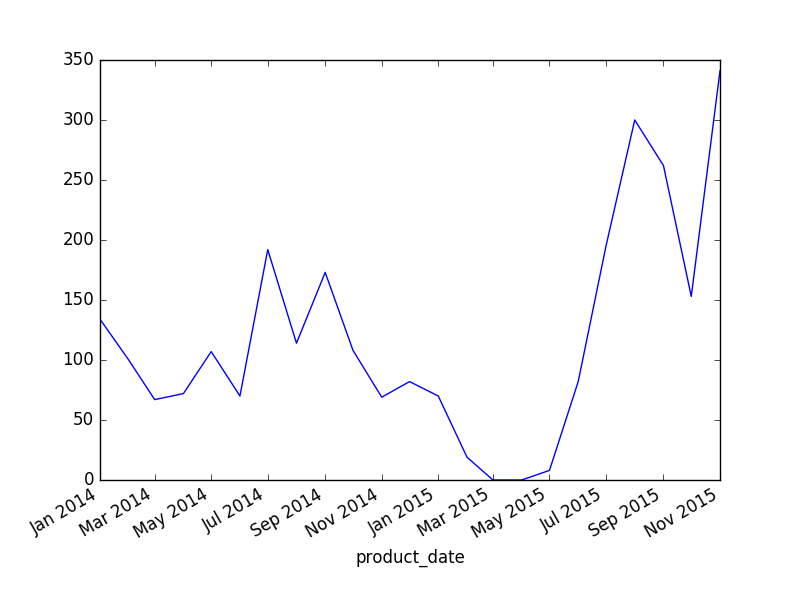 350
300
250
200
150
100
50
0
Jan 2014
Mar 2014
May 2014
Jul 2014
Sep 2014
Nov 2014
Jan 2015
Mar 2015
May 2015
Jul 2015
Sep 2015
Nov 2015
product_date